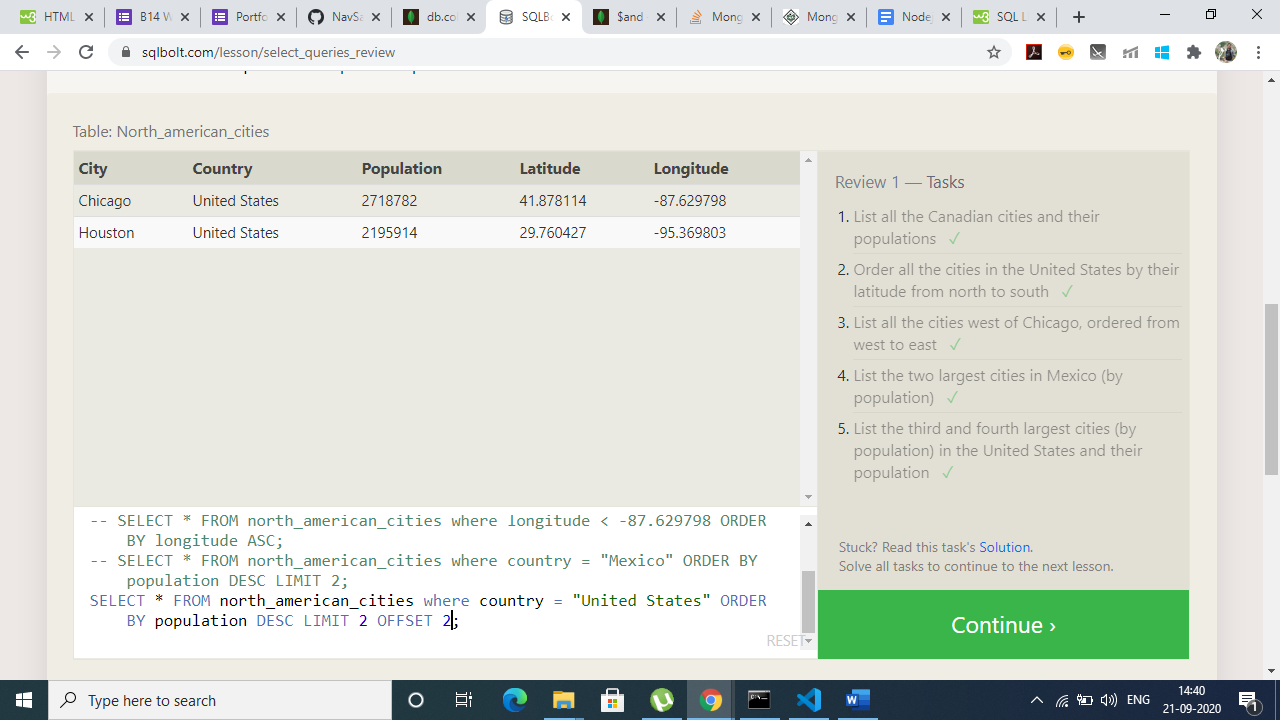 HTML
B14 W
Portfo
NavSa
db.co
SQLBo
$and
Mong
Mong
Node
SQL L
sqlbolt.com/lesson/select_queries_review
Table: North_american_cities
City Country Population Latitude Longitude
Chicago United States 2718782 41.878114 -87.629798
Houston United States 2195914 29.760427 -95.369803
Review 1 — Tasks
1. List all the Canadian cities and their
populations ✓
2. Order all the cities in the United States by their
latitude from north to south ✓
3. List all the cities west of Chicago, ordered from
west to east ✓
4. List the two largest cities in Mexico (by
population) ✓
5. List the third and fourth largest cities (by
population) in the United States and their
population ✓
Stuck? Read this task's Solution.
Solve all tasks to continue to the next lesson.
Continue ›
-- SELECT * FROM north_american_cities where longitude < -87.629798 ORDER
BY longitude ASC;
-- SELECT * FROM north_american_cities where country = "Mexico" ORDER BY
population DESC LIMIT 2;
SELECT * FROM north_american_cities where country = "United States" ORDER
BY population DESC LIMIT 2 OFFSET 2;
RESET
Type here to search
ENG
14:40
21-09-2020
1